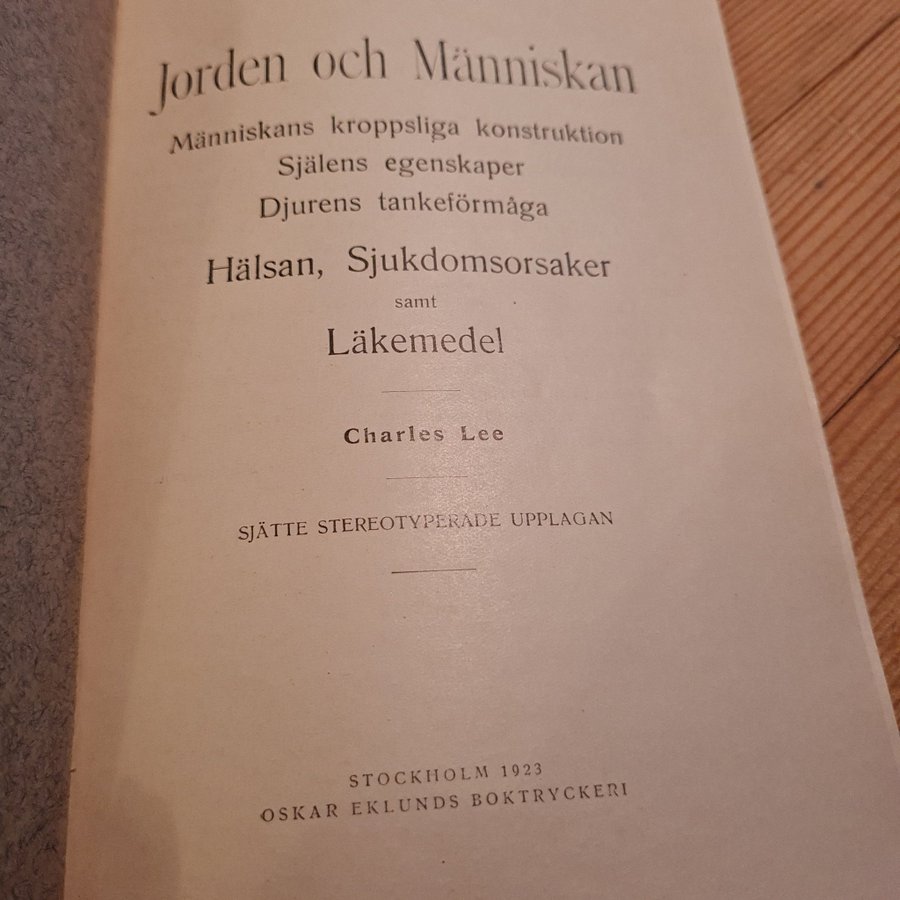 Jorden och Människan
Människans kroppsliga konstruktion
Själens egenskaper
Djurens tankeförmåga
Hälsan, Sjukdomsorsaker
samt
Läkemedel
Charles Lee
SJÄTTE STEREOTYPERADE UPPLAGAN
STOCKHOLM 1923
OSKAR EKLUNDS BOKTRYCKERI